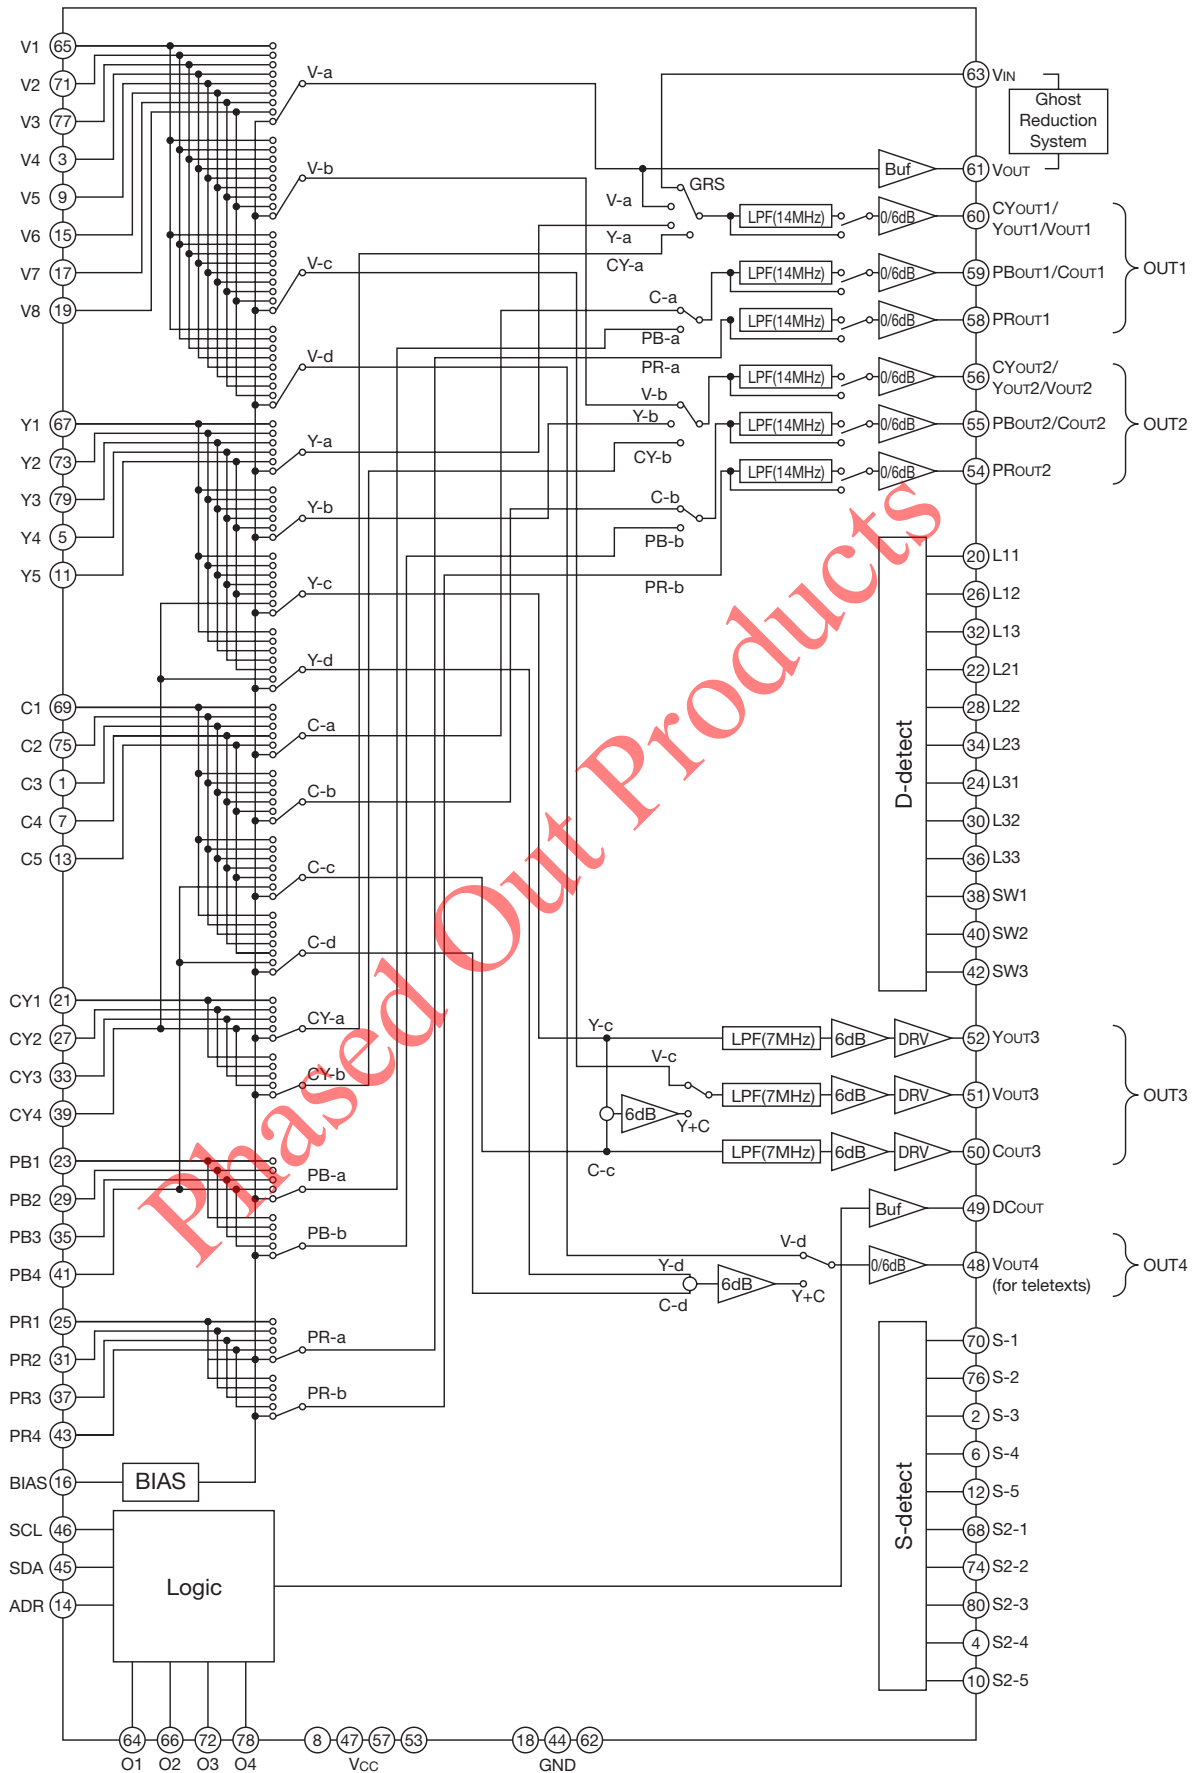 V1 65
V2 71
V3 77
V4 3
V5 9
V6 15
V7 17
V8 19
Y1 67
Y2 73
Y3 79
Y4 5
Y5 11
C1 69
C2 75
C3 1
C4 7
C5 13
CY1 21
CY2 27
CY3 33
CY4 39
PB1 23
PB2 29
PB3 35
PB4 41
PR1 25
PR2 31
PR3 37
PR4 43
BIAS 16
BIAS
SCL 46
SDA 45
ADR 14
Logic
64 66 72 78
O1 O2 O3 O4
8 47 57 53
VCC
18 44 62
GND
V-a
V-b
V-c
V-d
Y-a
Y-b
Y-c
Y-d
C-a
C-b
C-c
C-d
CY-a
CY-b
PB-a
PB-b
PR-a
PR-b
GRS
V-a
Y-a
CY-a
C-a
PB-a
PR-a
V-b
Y-b
CY-b
C-b
PB-b
PR-b
63 VIN
Ghost
Reduction
System
Buf
61 VOUT
LPF(14MHz) 0/6dB 60 CYOUT1/
YOUT1/VOUT1
LPF(14MHz) 0/6dB 59 PBOUT1/COUT1
OUT1
LPF(14MHz) 0/6dB 58 PROUT1
LPF(14MHz) 0/6dB 56 CYOUT2/
YOUT2/VOUT2
LPF(14MHz) 0/6dB 55 PBOUT2/COUT2
OUT2
LPF(14MHz) 0/6dB 54 PROUT2
D-detect
20 L11
26 L12
32 L13
22 L21
28 L22
34 L23
24 L31
30 L32
36 L33
38 SW1
40 SW2
42 SW3
Y-c
LPF(7MHz) 6dB DRV 52 YOUT3
V-c
LPF(7MHz) 6dB DRV 51 VOUT3
OUT3
6dB
Y+C
LPF(7MHz) 6dB DRV 50 COUT3
C-c
Buf 49 DCOUT
V-d
Y-d
0/6dB 48 VOUT4
(for teletexts)
OUT4
6dB
Y+C
C-d
S-detect
70 S-1
76 S-2
2 S-3
6 S-4
12 S-5
68 S2-1
74 S2-2
80 S2-3
4 S2-4
10 S2-5
Phased Out Products